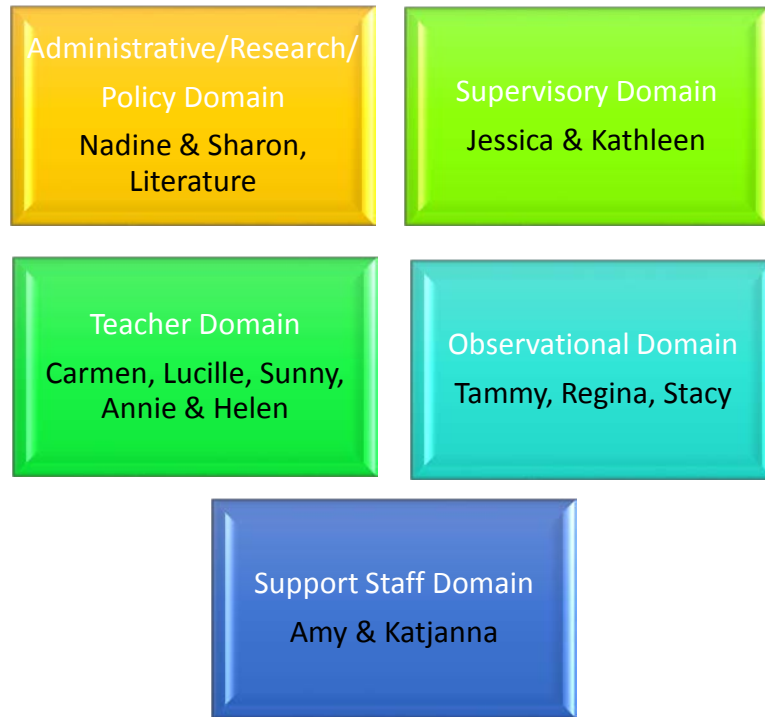 Administrative/Research/
Policy Domain
Nadine & Sharon,
Literature
Supervisory Domain
Jessica & Kathleen
Teacher Domain
Carmen, Lucille, Sunny,
Annie & Helen
Observational Domain
Tammy, Regina, Stacy
Support Staff Domain
Amy & Katjanna